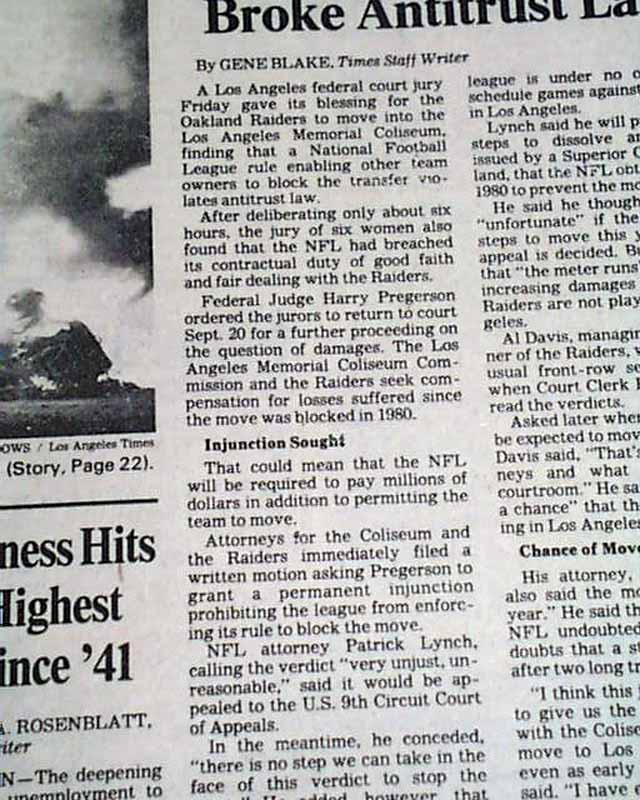 Broke Antitrust La
By GENE BLAKE, Times Staff Writer
A Los Angeles federal court jury
Friday gave its blessing for the
Oakland Raiders to move into the
Los Angeles Memorial Coliseum,
finding that a National Football
League rule enabling other team
owners to block the transfer vio-
lates antitrust law.
After deliberating only about six
hours, the jury of six women also
found that the NFL had breached
its contractual duty of good faith
and fair dealing with the Raiders.
Federal Judge Harry Pregerson
ordered the jurors to return to court
Sept. 20 for a further proceeding on
the question of damages. The Los
Angeles Memorial Coliseum Com-
mission and the Raiders seek com-
pensation for losses suffered since
the move was blocked in 1980.
Injunction Sought
That could mean that the NFL
will be required to pay millions of
dollars in addition to permitting the
team to move.
Attorneys for the Coliseum and
the Raiders immediately filed a
written motion asking Pregerson to
grant a permanent injunction
prohibiting the league from enforc-
ing its rule to block the move.
NFL attorney Patrick Lynch,
calling the verdict "very unjust, un-
reasonable," said it would be ap-
pealed to the U.S. 9th Circuit Court
of Appeals.
In the meantime, he conceded,
"there is no step we can take in the
face of this verdict to stop the
He added, however, that
league is under no o
schedule games against
in Los Angeles.
Lynch said he will p
steps to dissolve an
issued by a Superior C
land, that the NFL obt
1980 to prevent the mo
He said he though
"unfortunate" if the
steps to move this y
appeal is decided. Bu
that "the meter runs
increasing damages
Raiders are not play
geles.
Al Davis, managin
ner of the Raiders, w
usual front-row se
when Court Clerk
read the verdicts.
Asked later when
be expected to mov
Davis said, "That's
neys and what
courtroom." He sa
a chance" that th
ing in Los Angeles
Chance of Mov
His attorney,
also said the mo
year." He said th
NFL undoubted
doubts that a st
after two long tr
"I think this
to give us the
with the Colise
move to Los
even as early
said. "I have
OWS / Los Angeles Times
(Story, Page 22).
ness Hits
Highest
ince '41
A. ROSENBLATT,
iter
N—The deepening
unemployment to